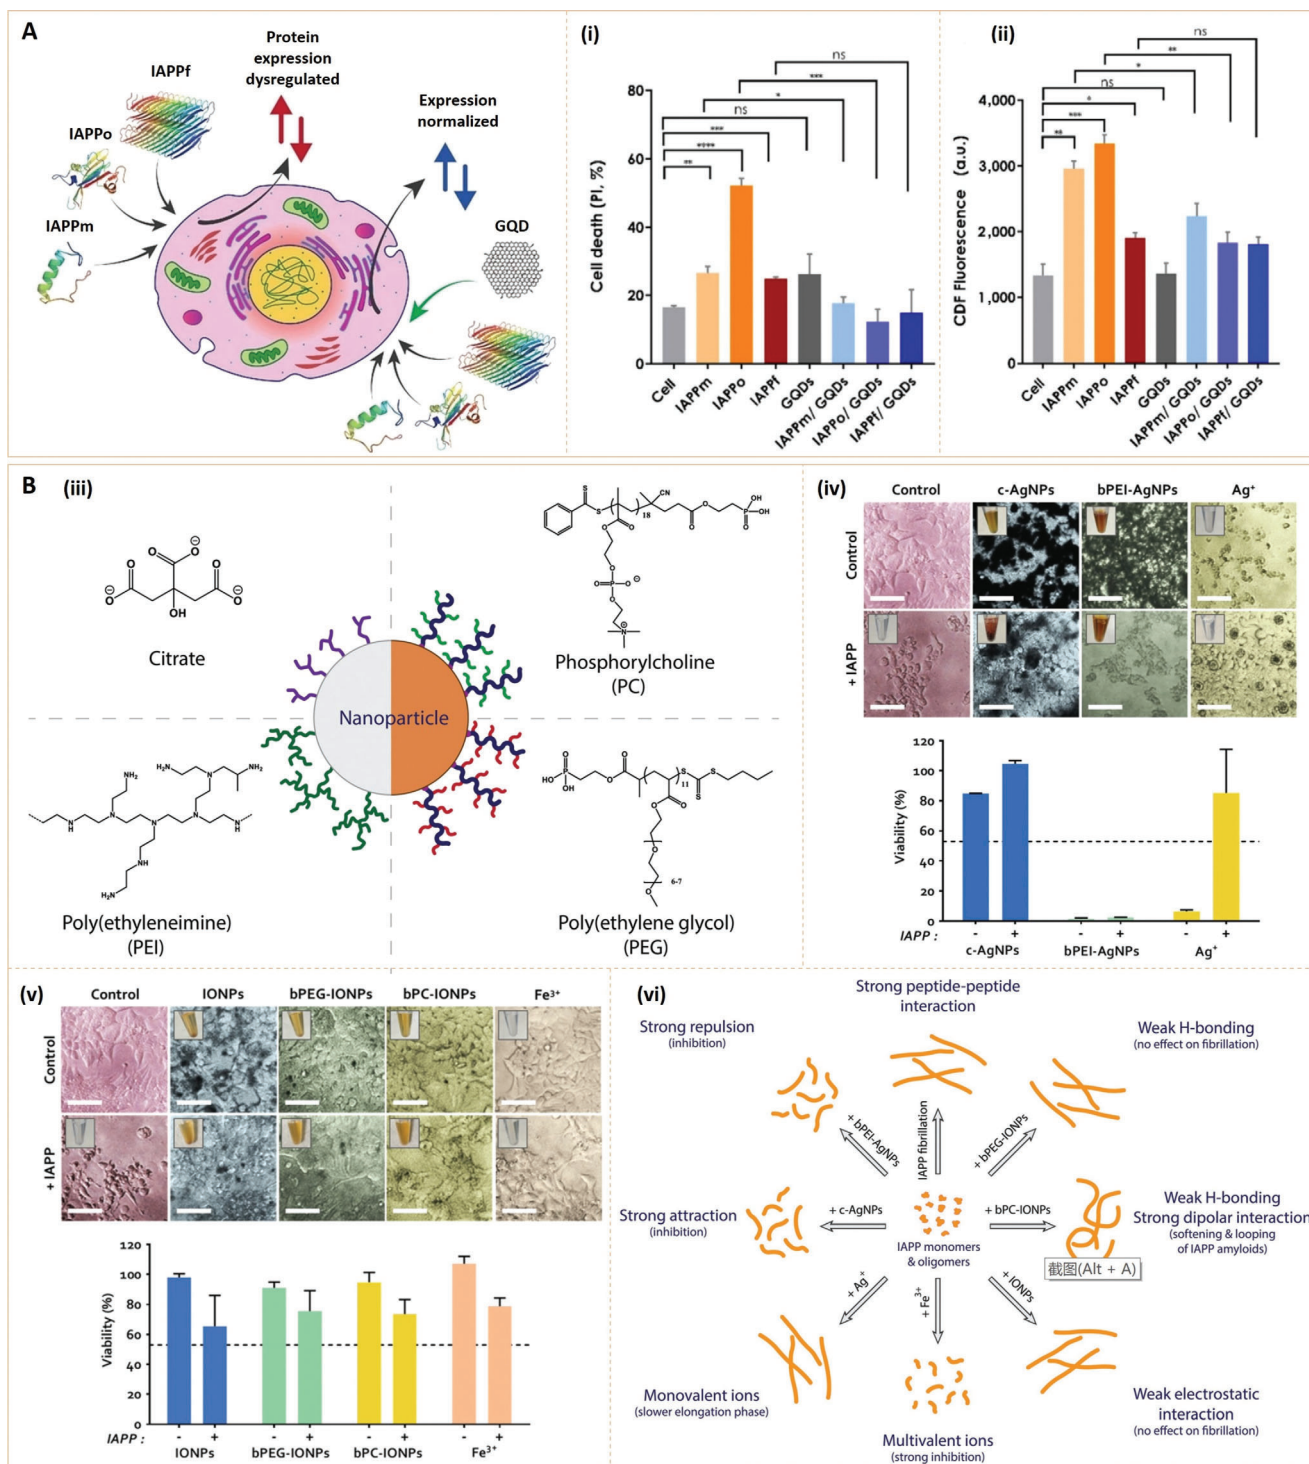 A
IAPPf
IAPPo
IAPPm
Protein
expression
dysregulated
Expression
normalized
GQD
(i)
ns
***
*
ns
***
****
**
Cell death (PI, %)
80
60
40
20
0
Cell
IAPPm
IAPPo
IAPPf
GQDs
IAPPm/ GQDs
IAPPo/ GQDs
IAPPf/ GQDs
(ii)
ns
**
*
ns
*
***
**
CDF Fluorescence (a.u.)
4,000
3,000
2,000
1,000
0
Cell
IAPPm
IAPPo
IAPPf
GQDs
IAPPm/ GQDs
IAPPo/ GQDs
IAPPf/ GQDs
B
(iii)
Citrate
Phosphorylcholine
(PC)
Nanoparticle
Poly(ethyleneimine)
(PEI)
Poly(ethylene glycol)
(PEG)
18
11
6-7
(iv)
Control
c-AgNPs
bPEI-AgNPs
Ag⁺
Control
+ IAPP
Viability (%)
120
100
80
60
40
20
0
IAPP :
- + - + - +
c-AgNPs
bPEI-AgNPs
Ag⁺
(v)
Control
IONPs
bPEG-IONPs
bPC-IONPs
Fe³⁺
Control
+ IAPP
Viability (%)
120
100
80
60
40
20
0
IAPP :
- + - + - + - +
IONPs
bPEG-IONPs
bPC-IONPs
Fe³⁺
(vi)
Strong peptide-peptide
interaction
Strong repulsion
(inhibition)
Weak H-bonding
(no effect on fibrillation)
+ bPEI-AgNPs
IAPP fibrillation
+ bPEG-IONPs
Strong attraction
(inhibition)
+ c-AgNPs
+ bPC-IONPs
Weak H-bonding
Strong dipolar interaction
(softening & looping
of IAPP amyloids)
IAPP monomers
& oligomers
截图(Alt + A)
+ Ag⁺
+ Fe³⁺
+ IONPs
Monovalent ions
(slower elongation phase)
Multivalent ions
(strong inhibition)
Weak electrostatic
interaction
(no effect on fibrillation)